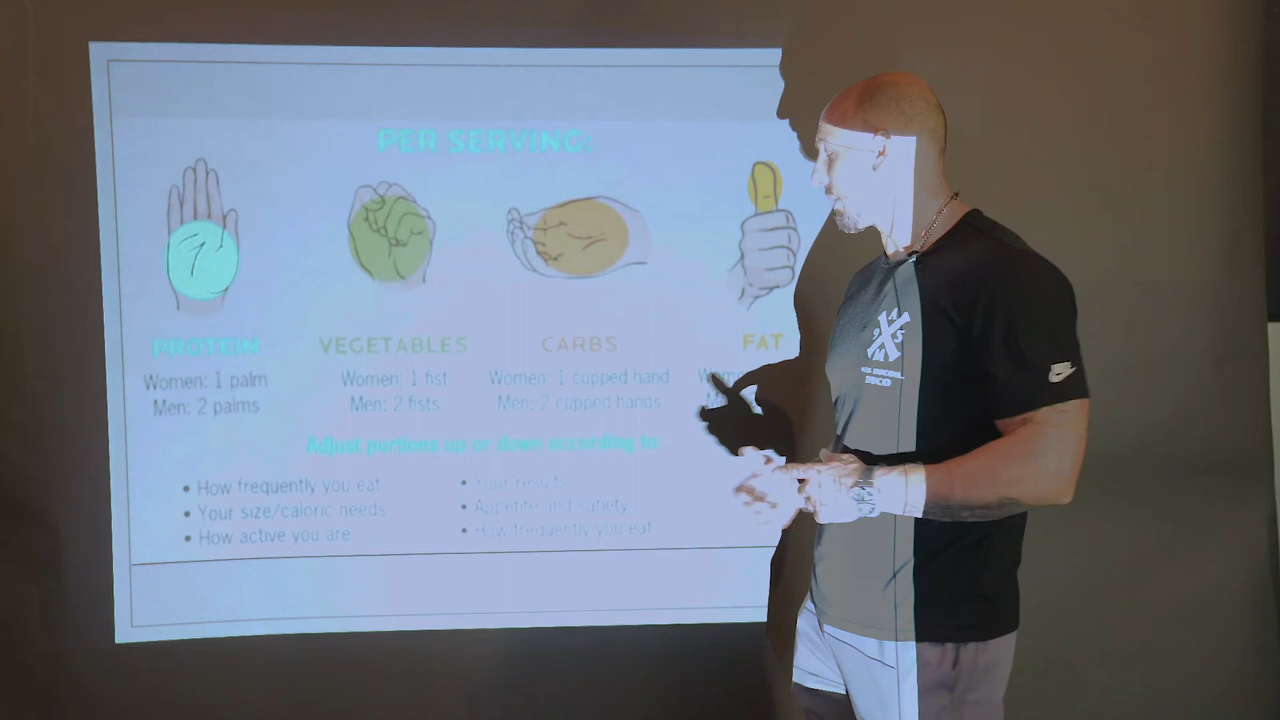 PER SERVING:
PROTEIN
Women: 1 palm
Men: 2 palms
VEGETABLES
Women: 1 fist
Men: 2 fists
CARBS
Women: 1 cupped hand
Men: 2 cupped hands
FAT
Adjust portions up or down according to
• How frequently you eat
• Your size/caloric needs
• How active you are
• Your results
• Appetite and satiety
• How frequently you eat